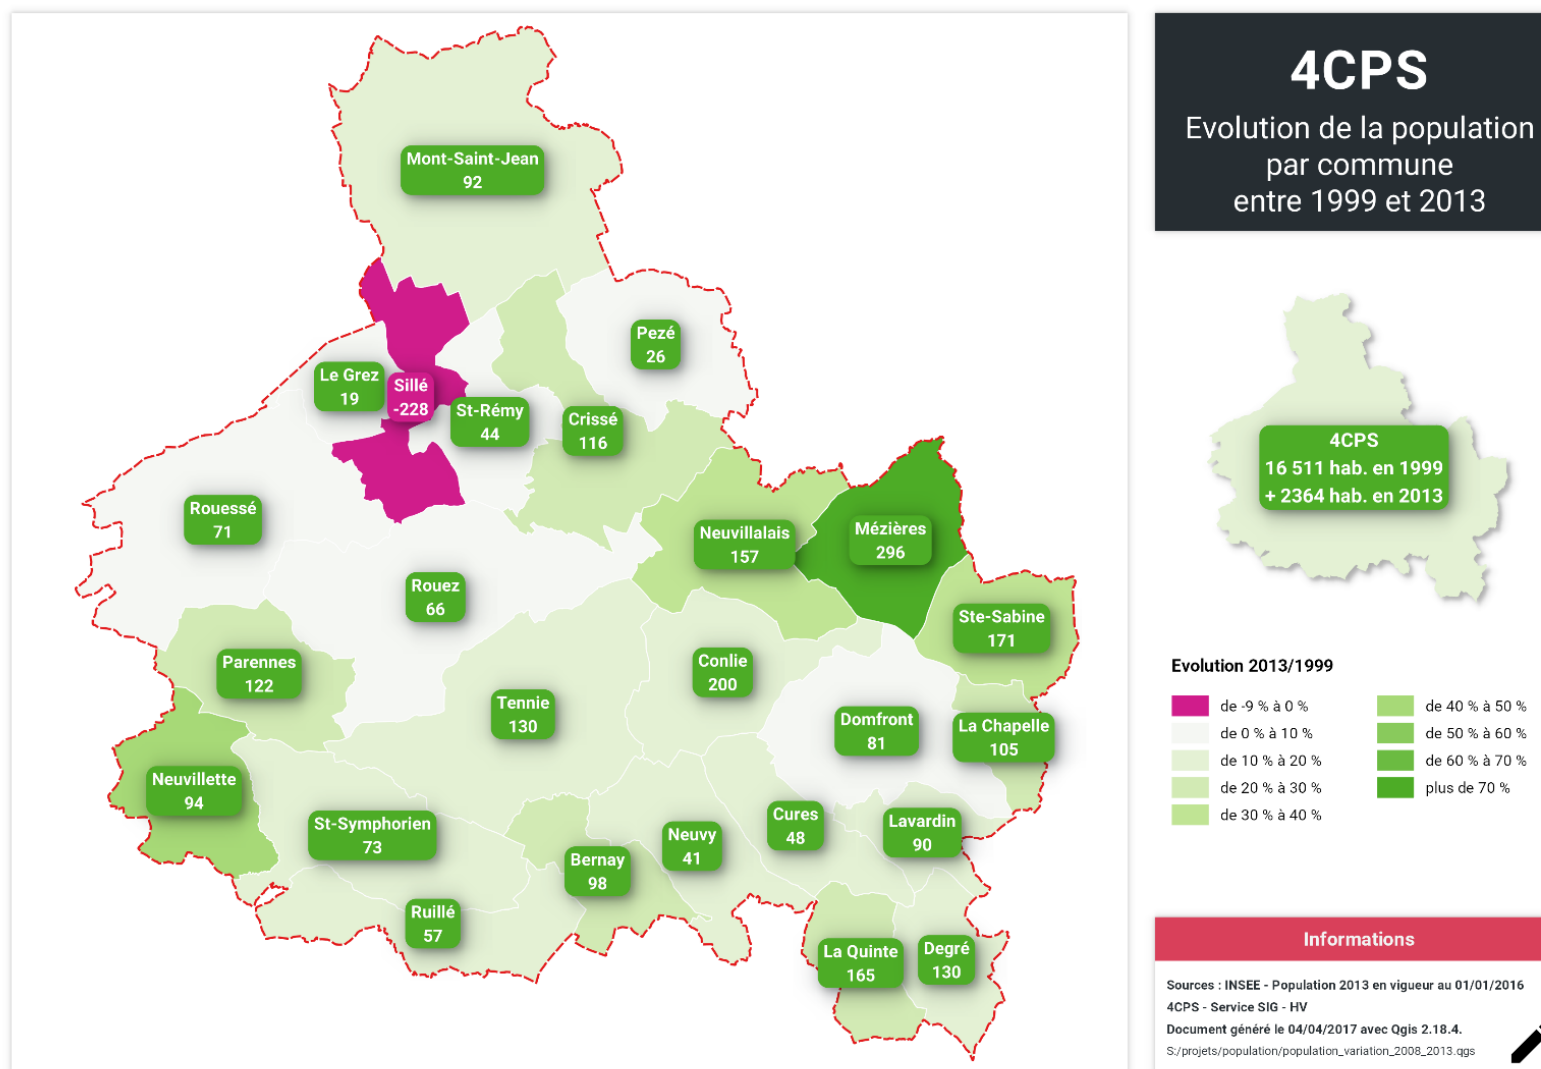 Mont-Saint-Jean
92
Pezé
26
Le Grez
19
Sillé
-228
St-Rémy
44
Crissé
116
Rouessé
71
Neuvillalais
157
Mézières
296
Rouez
66
Ste-Sabine
171
Parennes
122
Conlie
200
Tennie
130
Domfront
81
La Chapelle
105
Neuvillette
94
St-Symphorien
73
Cures
48
Lavardin
90
Neuvy
41
Bernay
98
Ruillé
57
La Quinte
165
Degré
130
4CPS
Evolution de la population
par commune
entre 1999 et 2013
4CPS
16 511 hab. en 1999
+ 2364 hab. en 2013
Evolution 2013/1999
de -9 % à 0 %
de 0 % à 10 %
de 10 % à 20 %
de 20 % à 30 %
de 30 % à 40 %
de 40 % à 50 %
de 50 % à 60 %
de 60 % à 70 %
plus de 70 %
Informations
Sources : INSEE - Population 2013 en vigueur au 01/01/2016
4CPS - Service SIG - HV
Document généré le 04/04/2017 avec Qgis 2.18.4.
S:/projets/population/population_variation_2008_2013.qgs